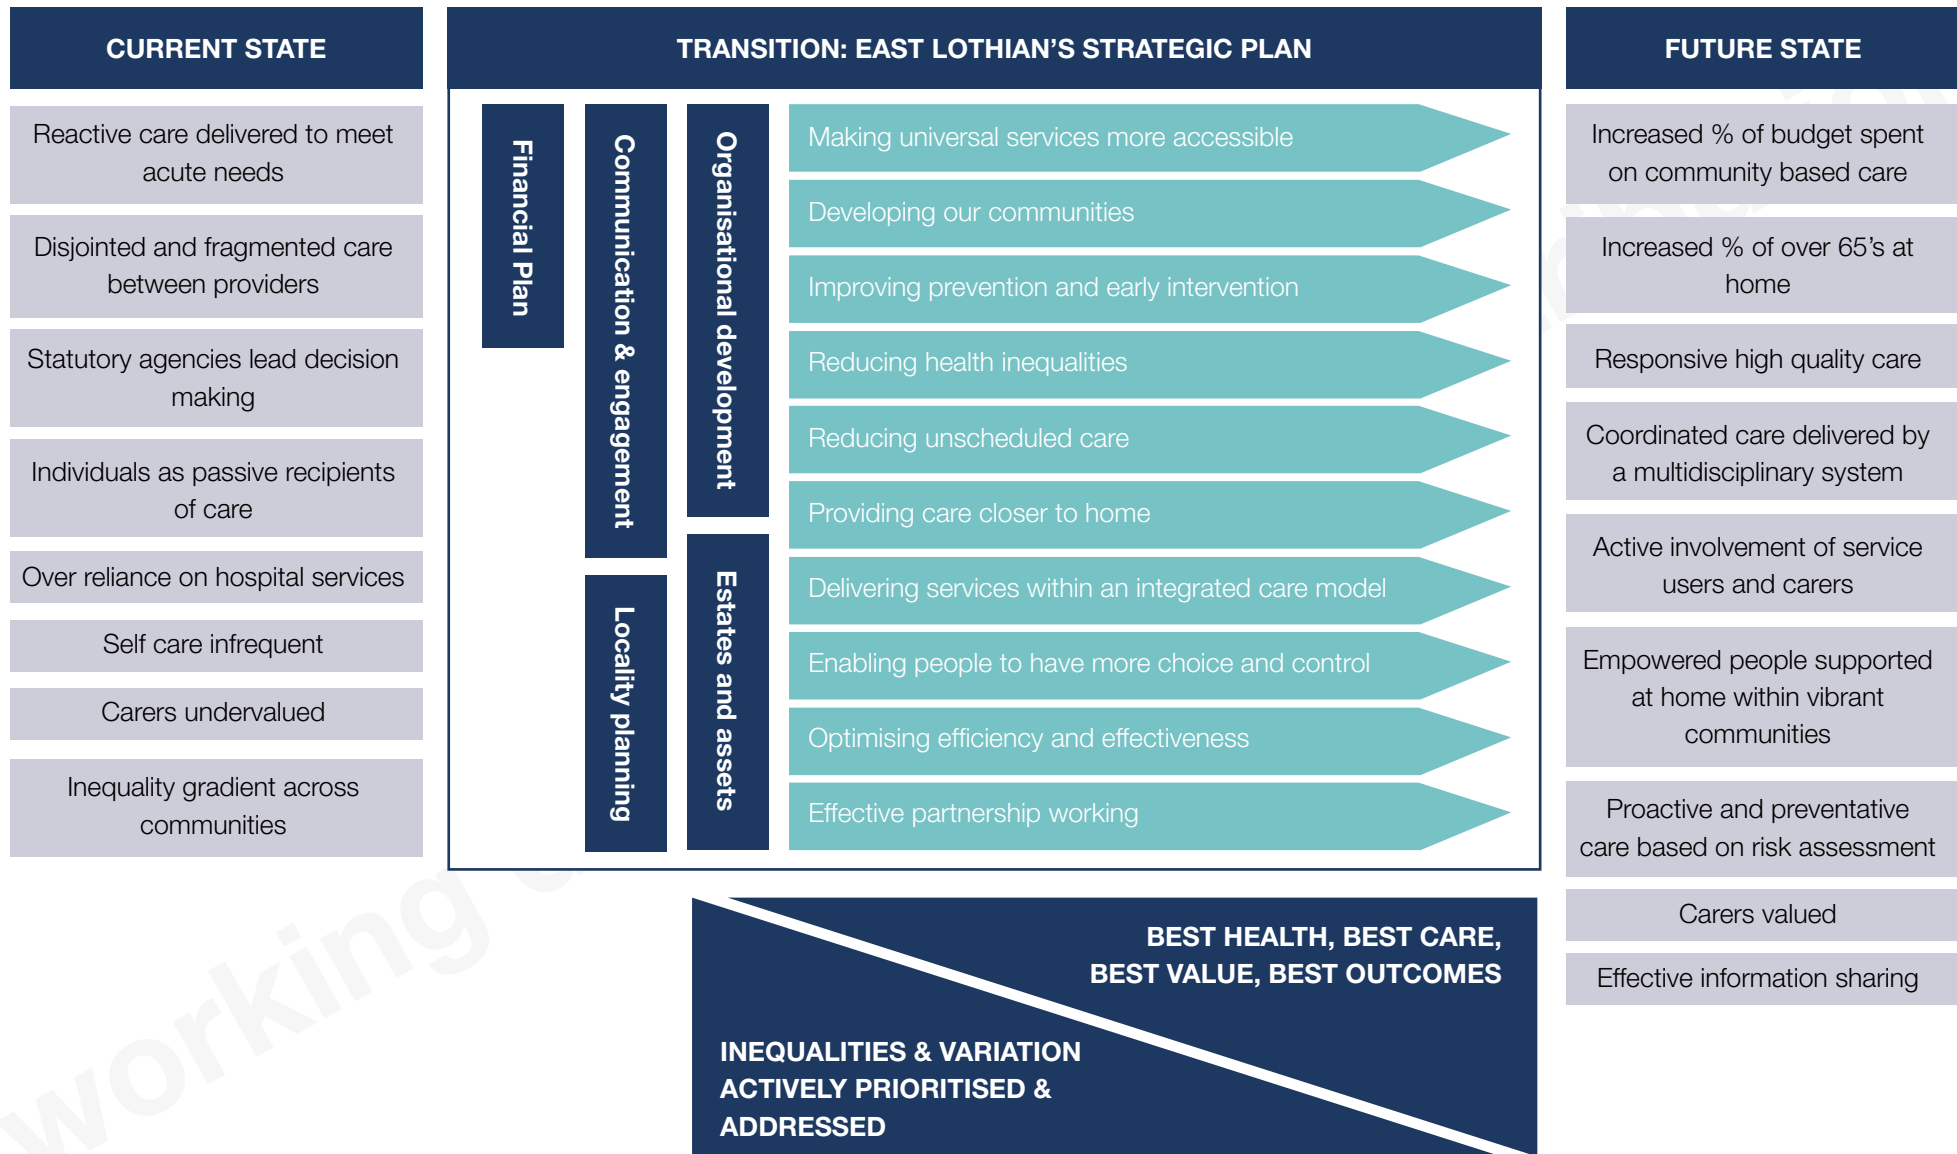 CURRENT STATE
Reactive care delivered to meet
acute needs
Disjointed and fragmented care
between providers
Statutory agencies lead decision
making
Individuals as passive recipients
of care
Over reliance on hospital services
Self care infrequent
Carers undervalued
Inequality gradient across
communities
TRANSITION: EAST LOTHIAN’S STRATEGIC PLAN
Financial Plan
Communication & engagement
Locality planning
Organisational development
Estates and assets
Making universal services more accessible
Developing our communities
Improving prevention and early intervention
Reducing health inequalities
Reducing unscheduled care
Providing care closer to home
Delivering services within an integrated care model
Enabling people to have more choice and control
Optimising efficiency and effectiveness
Effective partnership working
BEST HEALTH, BEST CARE,
BEST VALUE, BEST OUTCOMES
INEQUALITIES & VARIATION
ACTIVELY PRIORITISED &
ADDRESSED
FUTURE STATE
Increased % of budget spent
on community based care
Increased % of over 65’s at
home
Responsive high quality care
Coordinated care delivered by
a multidisciplinary system
Active involvement of service
users and carers
Empowered people supported
at home within vibrant
communities
Proactive and preventative
care based on risk assessment
Carers valued
Effective information sharing
working